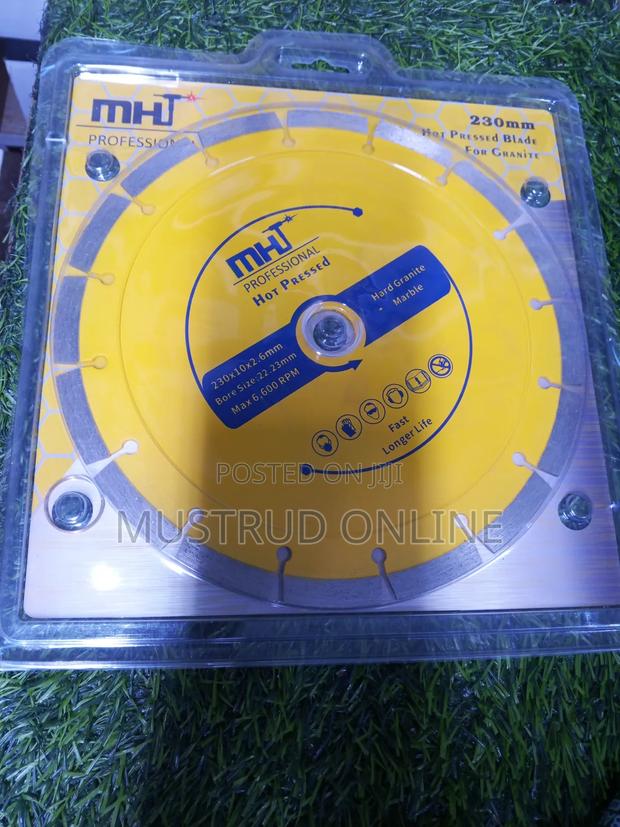 MHT
PROFESSIONAL
230mm
Hot Pressed Blade
For Granite
MHT
PROFESSIONAL
Hot Pressed
Hard Granite
Marble
230x10x2.6mm
Bore Size:22.23mm
Max 6,600 RPM
Fast
Longer Life
POSTED ON JIJI
MUSTRUD ONLINE